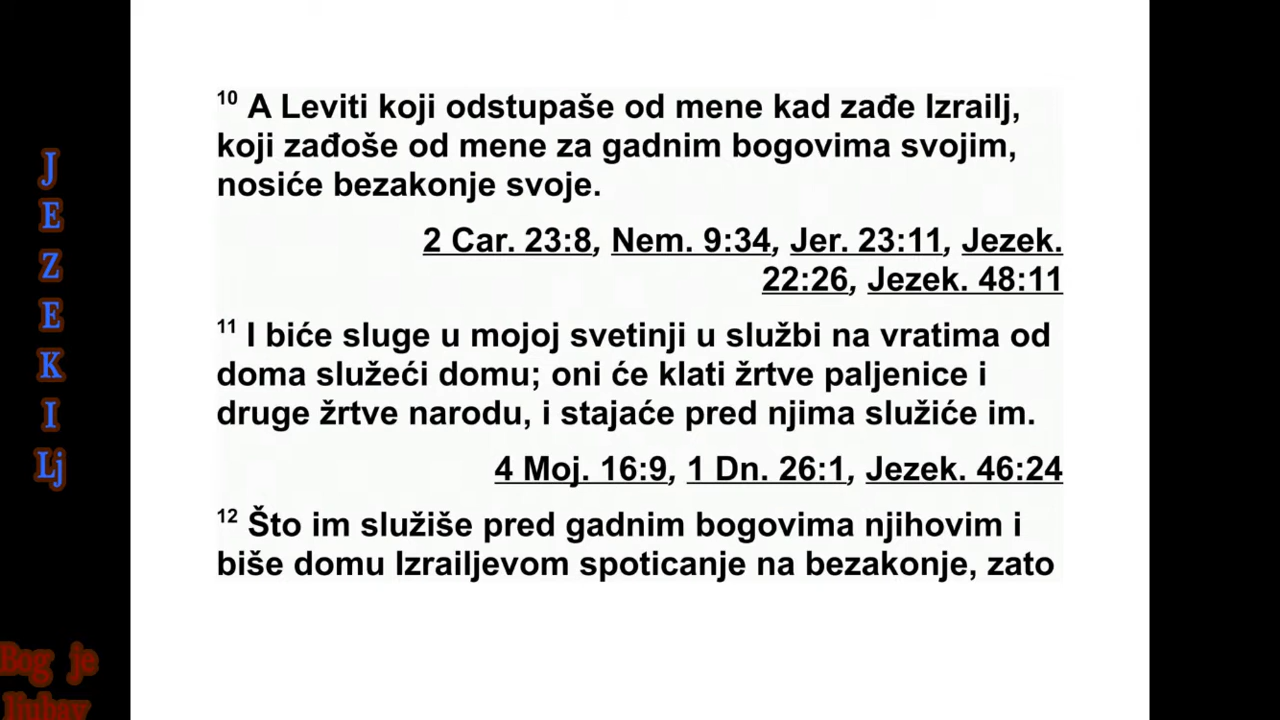 J
E
Z
E
K
I
Lj
Bog je
ljubav
10 A Leviti koji odstupaše od mene kad zađe Izrailj,
koji zađoše od mene za gadnim bogovima svojim,
nosiće bezakonje svoje.
2 Car. 23:8, Nem. 9:34, Jer. 23:11, Jezek.
22:26, Jezek. 48:11
11 I biće sluge u mojoj svetinji u službi na vratima od
doma služeći domu; oni će klati žrtve paljenice i
druge žrtve narodu, i stajaće pred njima služiće im.
4 Moj. 16:9, 1 Dn. 26:1, Jezek. 46:24
12 Što im služiše pred gadnim bogovima njihovim i
biše domu Izrailjevom spoticanje na bezakonje, zato